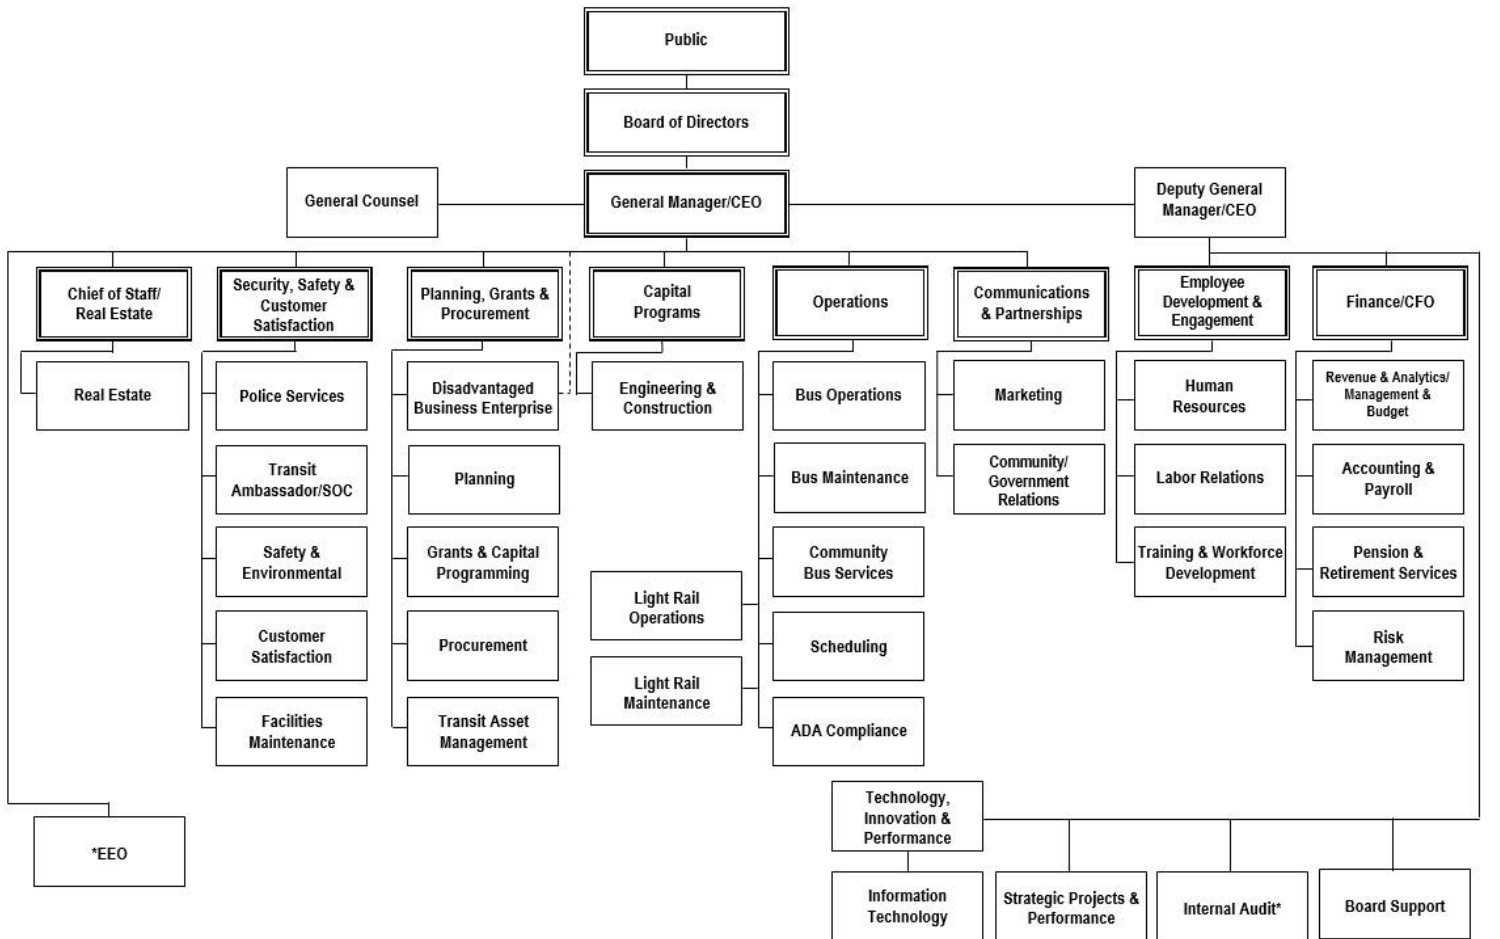 Public
Board of Directors
General Counsel
General Manager/CEO
Deputy General
Manager/CEO
Chief of Staff/
Real Estate
Security, Safety &
Customer
Satisfaction
Planning, Grants &
Procurement
Capital
Programs
Operations
Communications
& Partnerships
Employee
Development &
Engagement
Finance/CFO
Real Estate
Police Services
Disadvantaged
Business Enterprise
Engineering &
Construction
Bus Operations
Marketing
Human
Resources
Revenue & Analytics/
Management &
Budget
Transit
Ambassador/SOC
Planning
Bus Maintenance
Community/
Government
Relations
Labor Relations
Accounting &
Payroll
Safety &
Environmental
Grants & Capital
Programming
Light Rail
Operations
Community
Bus Services
Training & Workforce
Development
Pension &
Retirement Services
Customer
Satisfaction
Procurement
Light Rail
Maintenance
Scheduling
Risk
Management
Facilities
Maintenance
Transit Asset
Management
ADA Compliance
*EEO
Technology,
Innovation &
Performance
Information
Technology
Strategic Projects &
Performance
Internal Audit*
Board Support